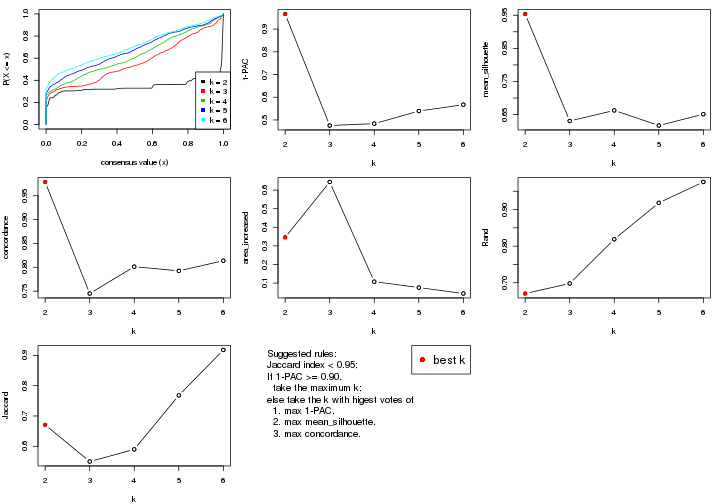 P(X <= x)
0.0 0.2 0.4 0.6 0.8 1.0
k = 2
k = 3
k = 4
k = 5
k = 6
0.0 0.2 0.4 0.6 0.8 1.0
consensus value (x)
1-PAC
0.5 0.6 0.7 0.8 0.9
2 3 4 5 6
k
mean_silhouette
0.65 0.75 0.85 0.95
2 3 4 5 6
k
concordance
0.75 0.80 0.85 0.90 0.95
2 3 4 5 6
k
area_increased
0.1 0.2 0.3 0.4 0.5 0.6
2 3 4 5 6
k
Rand
0.70 0.80 0.90
2 3 4 5 6
k
Jaccard
0.6 0.7 0.8 0.9
2 3 4 5 6
k
Suggested rules:
Jaccard index < 0.95;
If 1-PAC >= 0.90,
take the maximum k;
else take the k with higest votes of
1. max 1-PAC,
2. max mean_silhouette,
3. max concordance.
best k